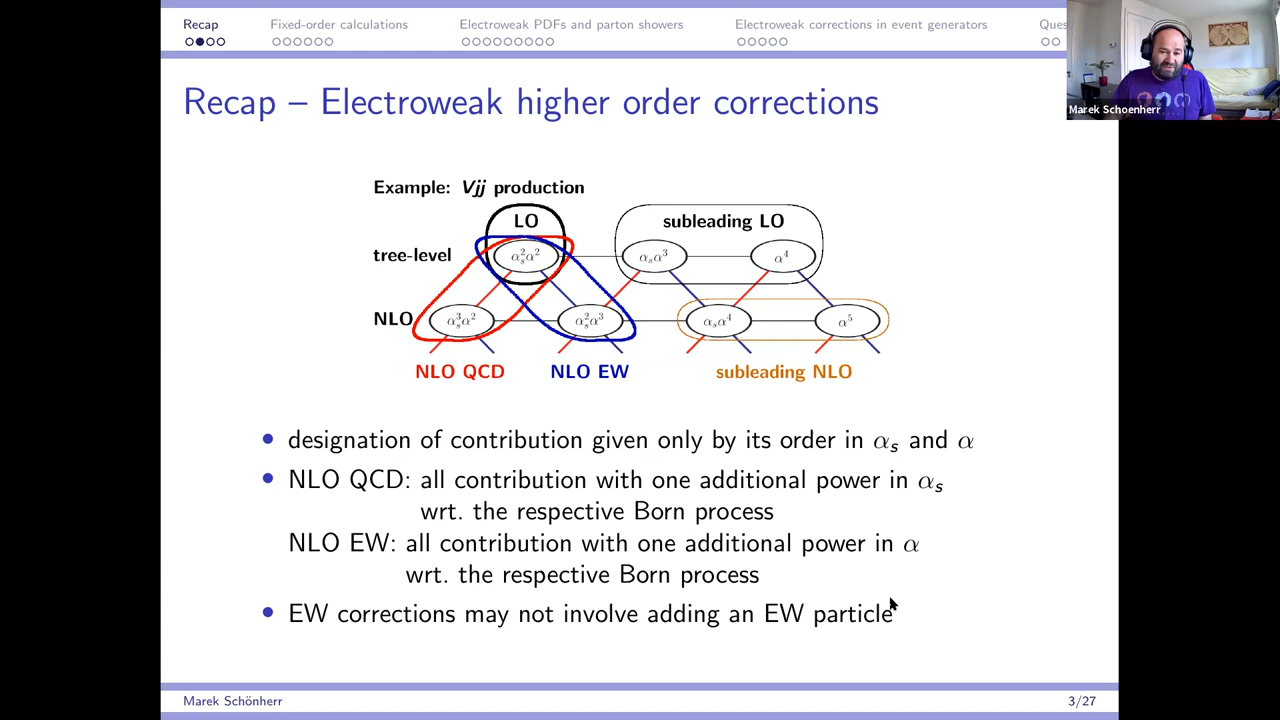 Recap
Fixed-order calculations
Electroweak PDFs and parton showers
Electroweak corrections in event generators
Ques
Marek Schoenherr
Recap – Electroweak higher order corrections
Example: Vjj production
LO
subleading LO
tree-level
αs²α²
αsα³
α⁴
NLO
αs³α²
αs²α³
αsα⁴
α⁵
NLO QCD
NLO EW
subleading NLO
• designation of contribution given only by its order in αs and α
• NLO QCD: all contribution with one additional power in αs
wrt. the respective Born process
NLO EW: all contribution with one additional power in α
wrt. the respective Born process
• EW corrections may not involve adding an EW particle
Marek Schönherr
3/27